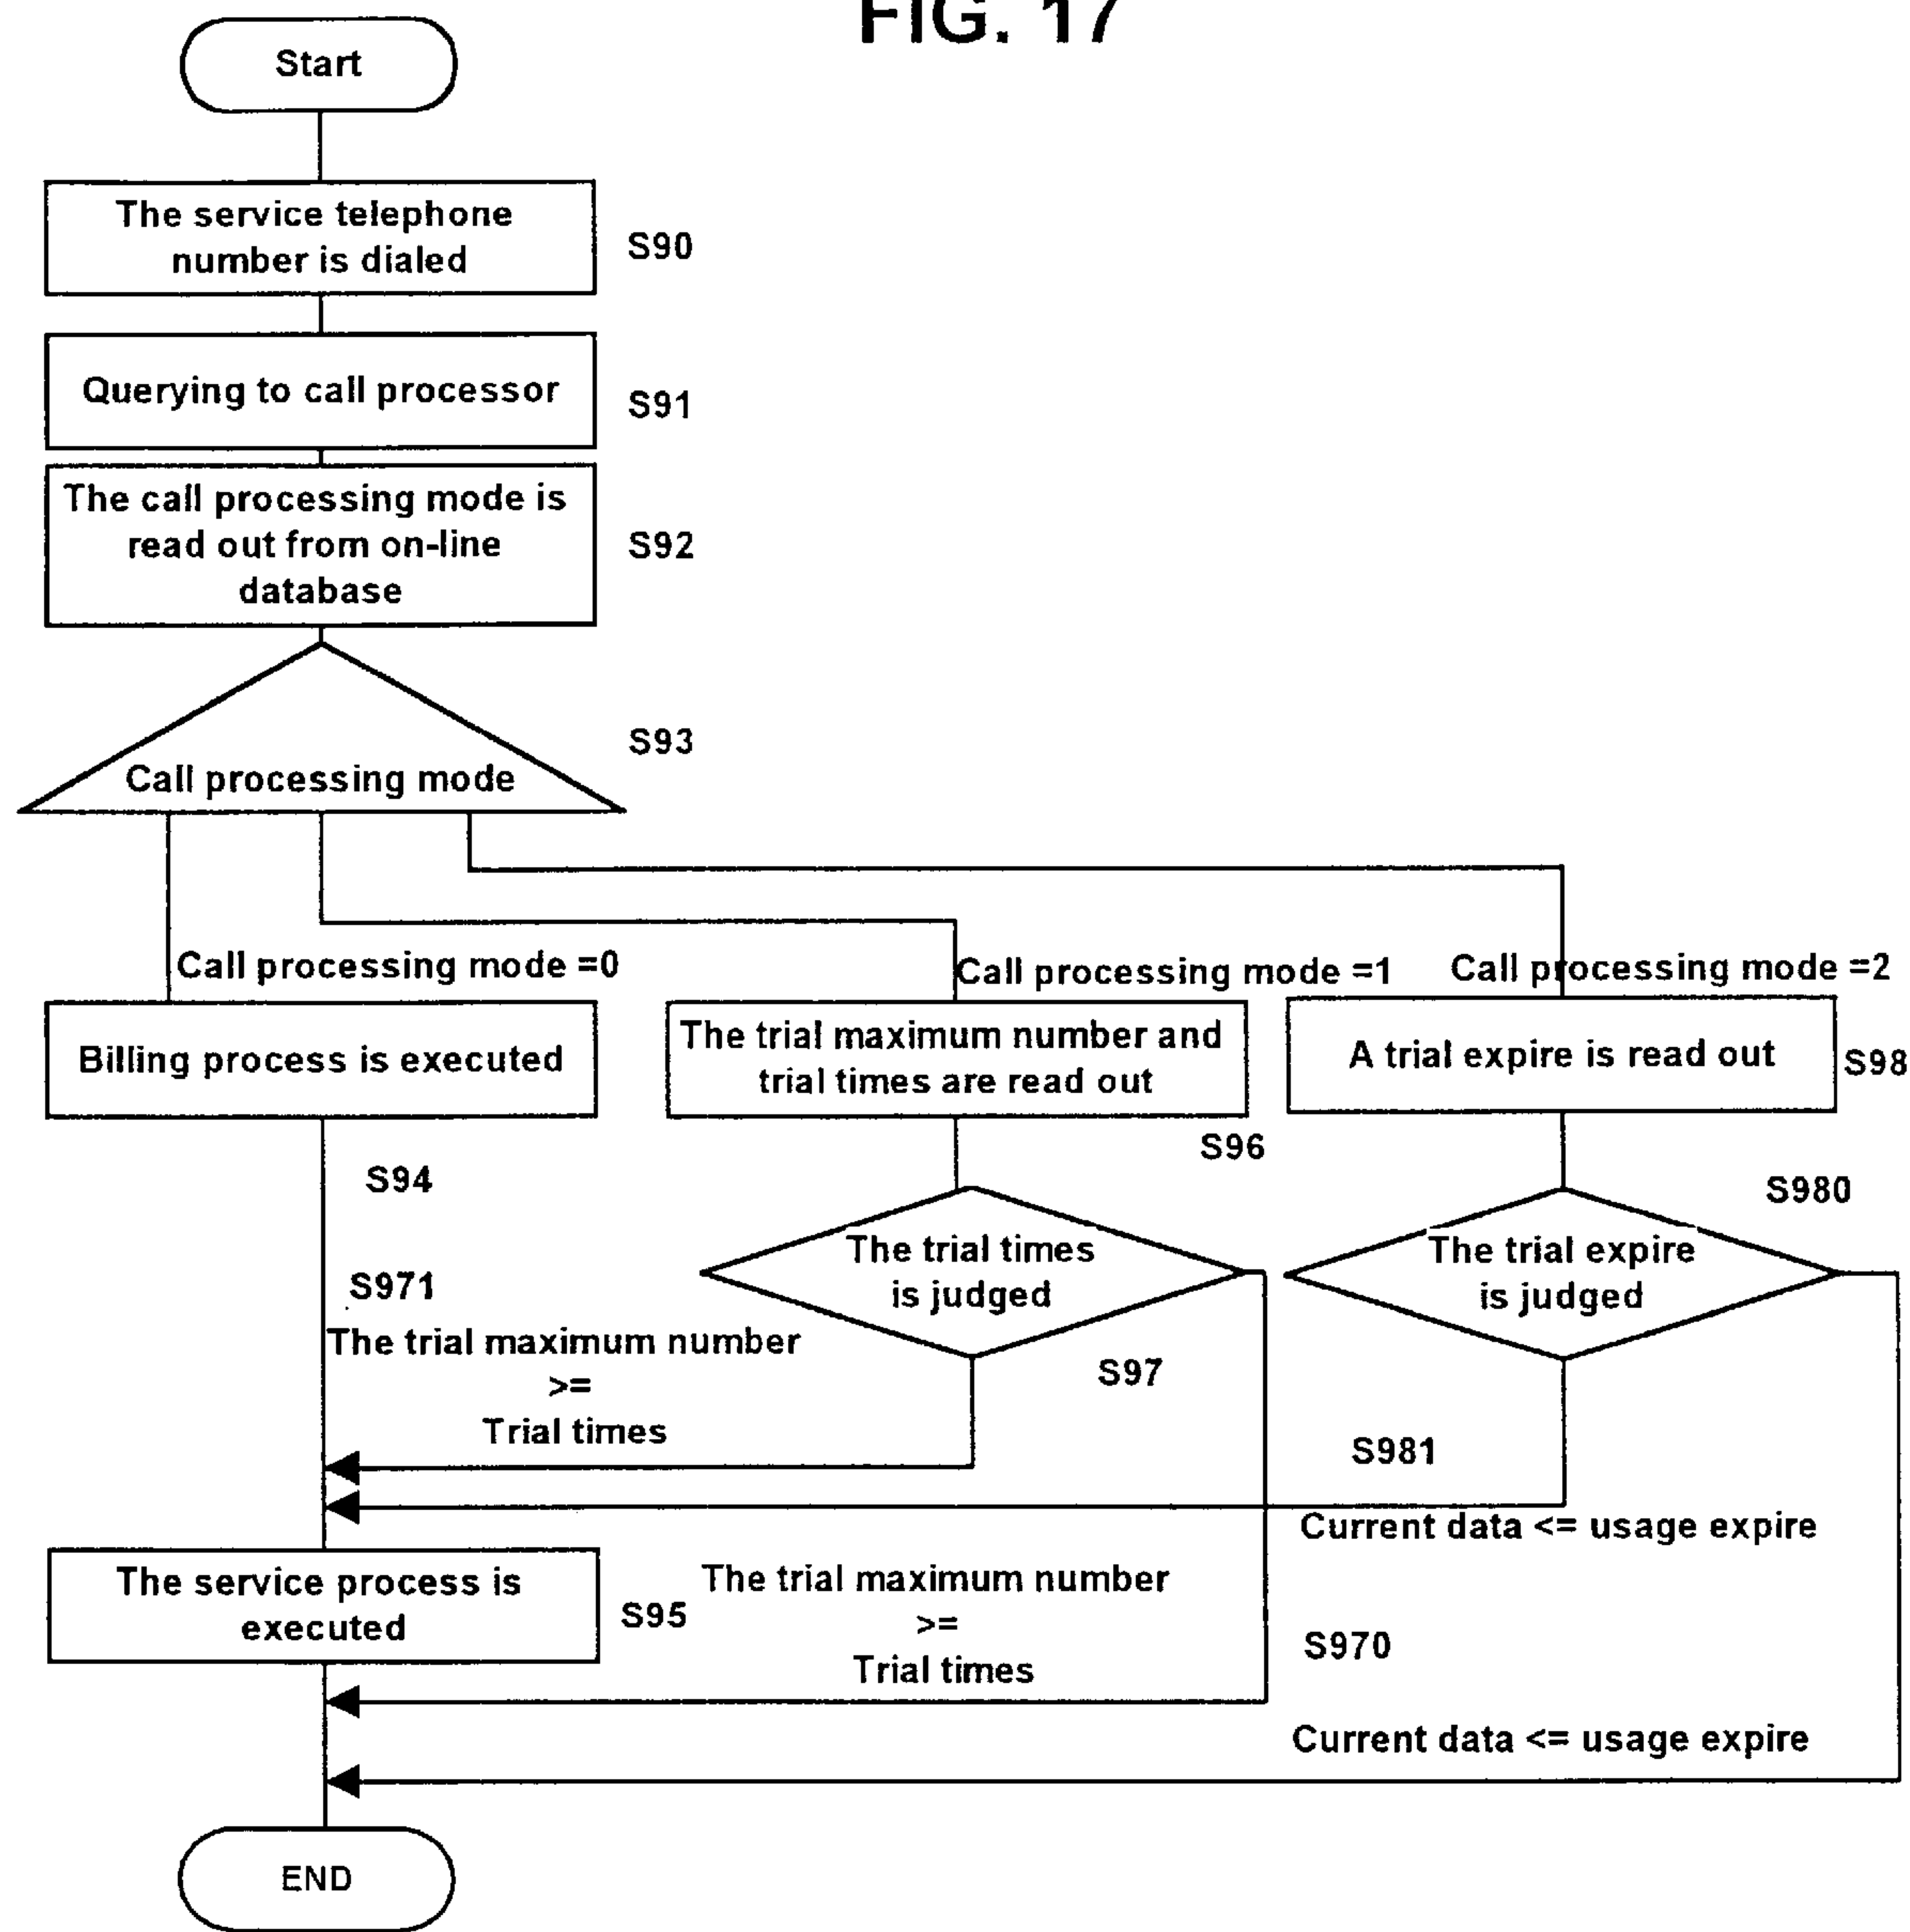 FIG. 17
Start
The service telephone
number is dialed
S90
Querying to call processor
S91
The call processing mode is
read out from on-line
database
S92
S93
Call processing mode
Call processing mode =0
Call processing mode =1
Call processing mode =2
Billing process is executed
The trial maximum number and
trial times are read out
A trial expire is read out
S98
S94
S96
S980
The trial times
is judged
The trial expire
is judged
S971
The trial maximum number
>=
Trial times
S97
S981
Current data <= usage expire
The service process is
executed
S95
The trial maximum number
>=
Trial times
S970
Current data <= usage expire
END